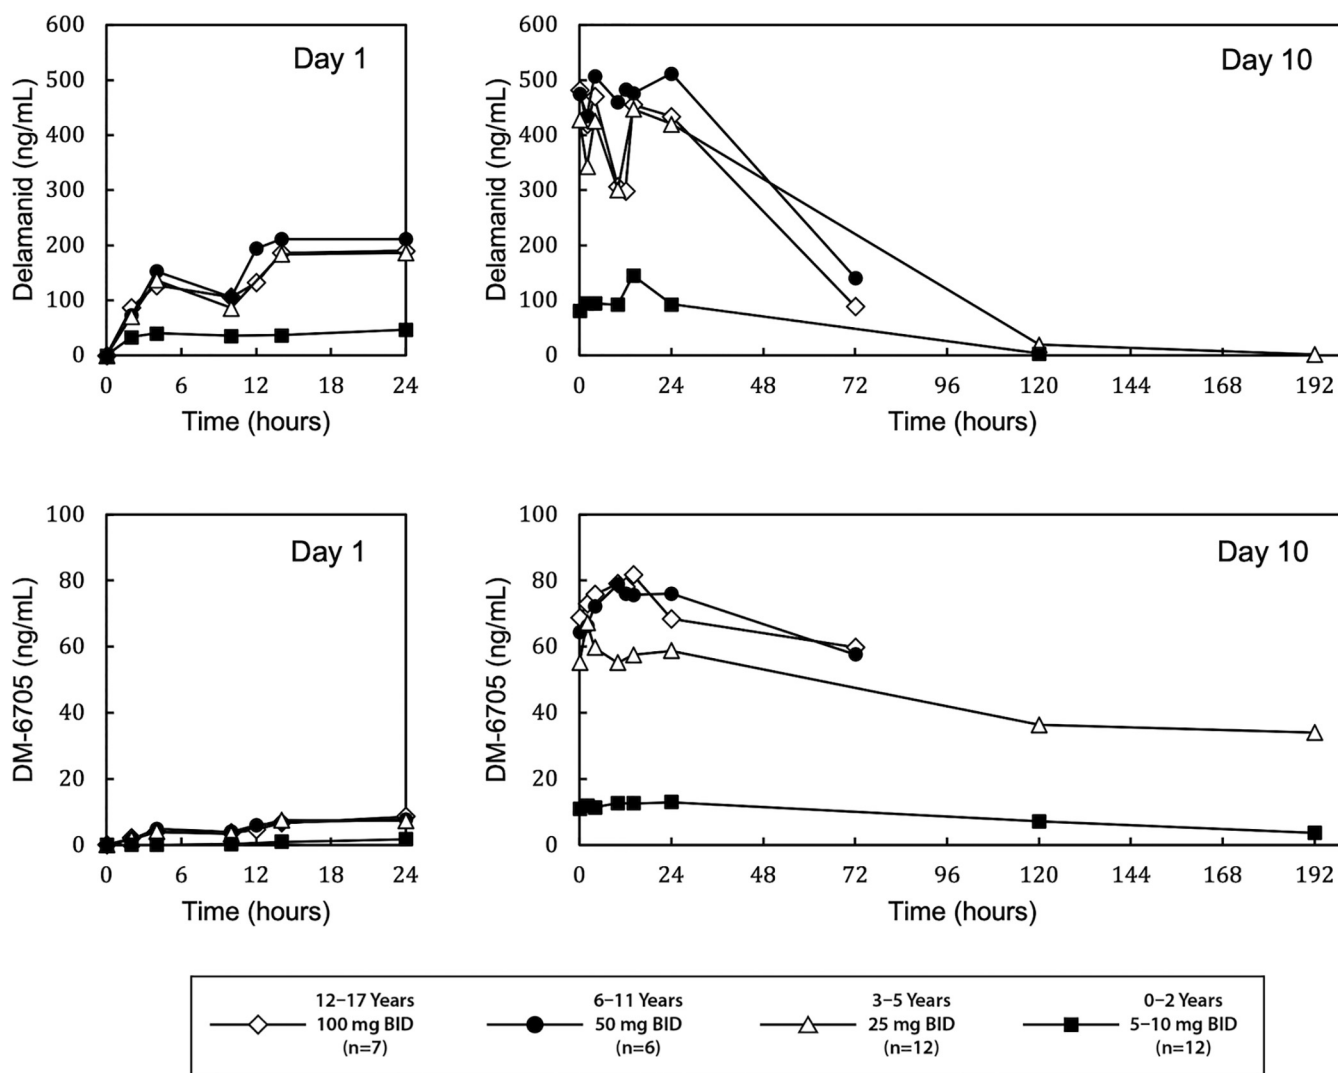 Day 1
Delamanid (ng/mL)
600
500
400
300
200
100
0
0 6 12 18 24
Time (hours)
Day 10
Delamanid (ng/mL)
600
500
400
300
200
100
0
0 24 48 72 96 120 144 168 192
Time (hours)
Day 1
DM-6705 (ng/mL)
100
80
60
40
20
0
0 6 12 18 24
Time (hours)
Day 10
DM-6705 (ng/mL)
100
80
60
40
20
0
0 24 48 72 96 120 144 168 192
Time (hours)
12–17 Years
100 mg BID
(n=7)
6–11 Years
50 mg BID
(n=6)
3–5 Years
25 mg BID
(n=12)
0–2 Years
5–10 mg BID
(n=12)